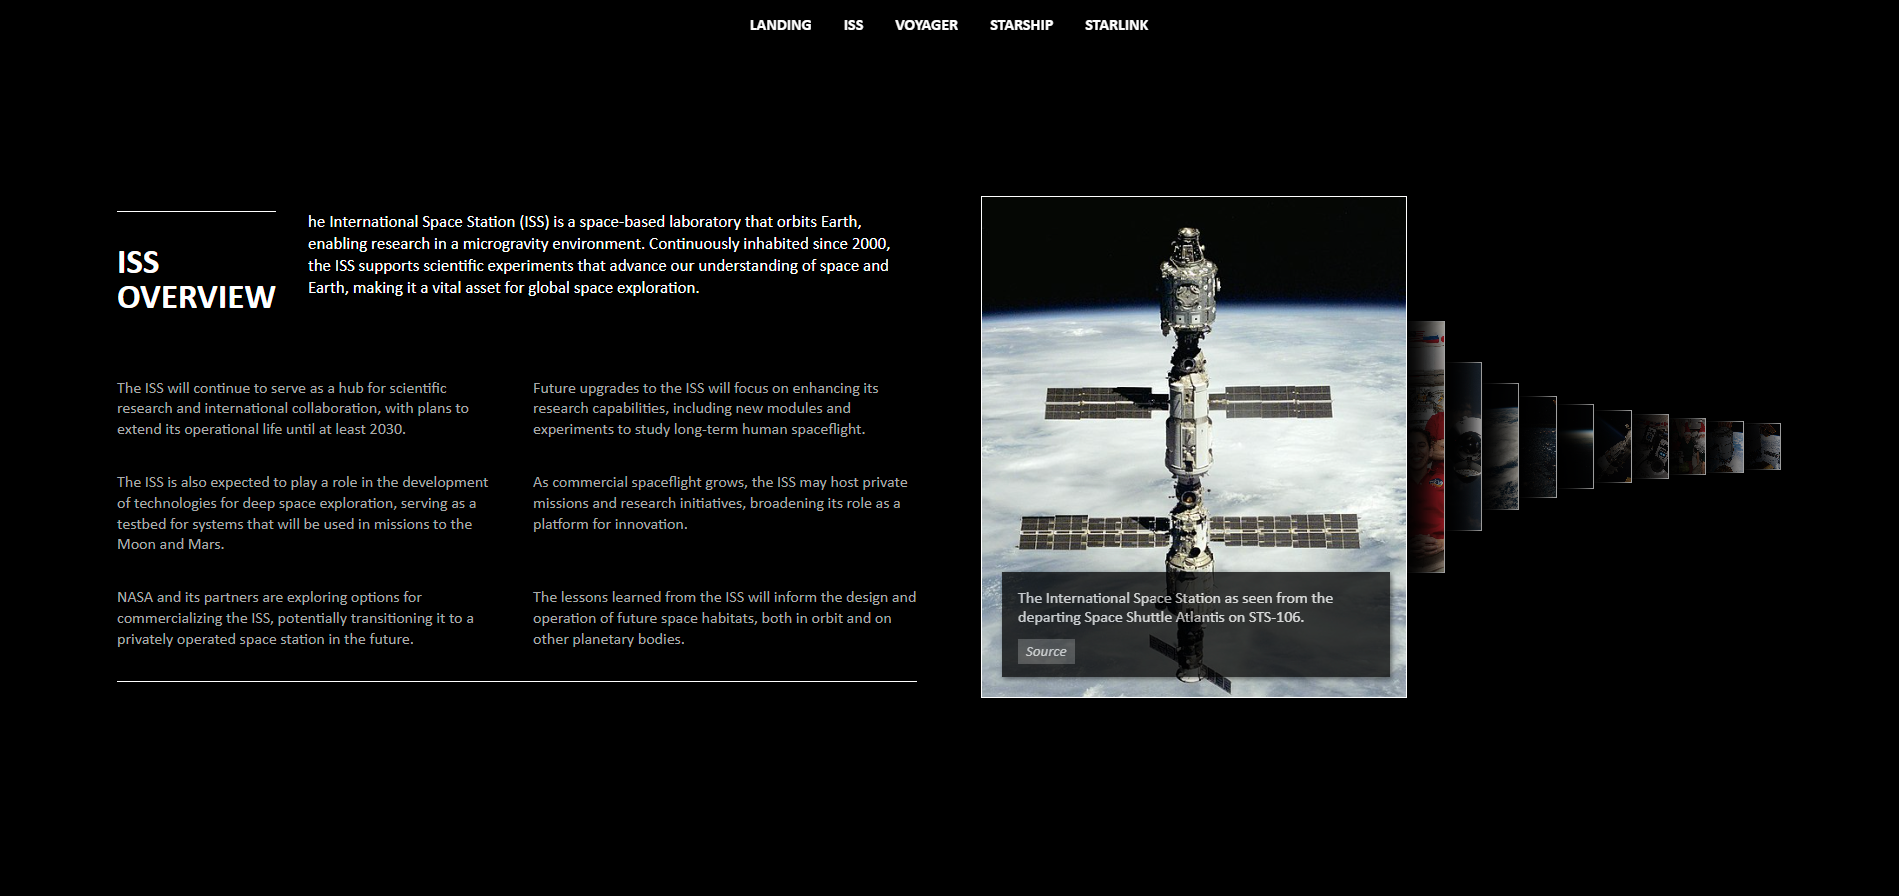 LANDING ISS VOYAGER STARSHIP STARLINK
ISS
OVERVIEW
he International Space Station (ISS) is a space-based laboratory that orbits Earth,
enabling research in a microgravity environment. Continuously inhabited since 2000,
the ISS supports scientific experiments that advance our understanding of space and
Earth, making it a vital asset for global space exploration.
The ISS will continue to serve as a hub for scientific
research and international collaboration, with plans to
extend its operational life until at least 2030.
Future upgrades to the ISS will focus on enhancing its
research capabilities, including new modules and
experiments to study long-term human spaceflight.
The ISS is also expected to play a role in the development
of technologies for deep space exploration, serving as a
testbed for systems that will be used in missions to the
Moon and Mars.
As commercial spaceflight grows, the ISS may host private
missions and research initiatives, broadening its role as a
platform for innovation.
NASA and its partners are exploring options for
commercializing the ISS, potentially transitioning it to a
privately operated space station in the future.
The lessons learned from the ISS will inform the design and
operation of future space habitats, both in orbit and on
other planetary bodies.
The International Space Station as seen from the
departing Space Shuttle Atlantis on STS-106.
Source